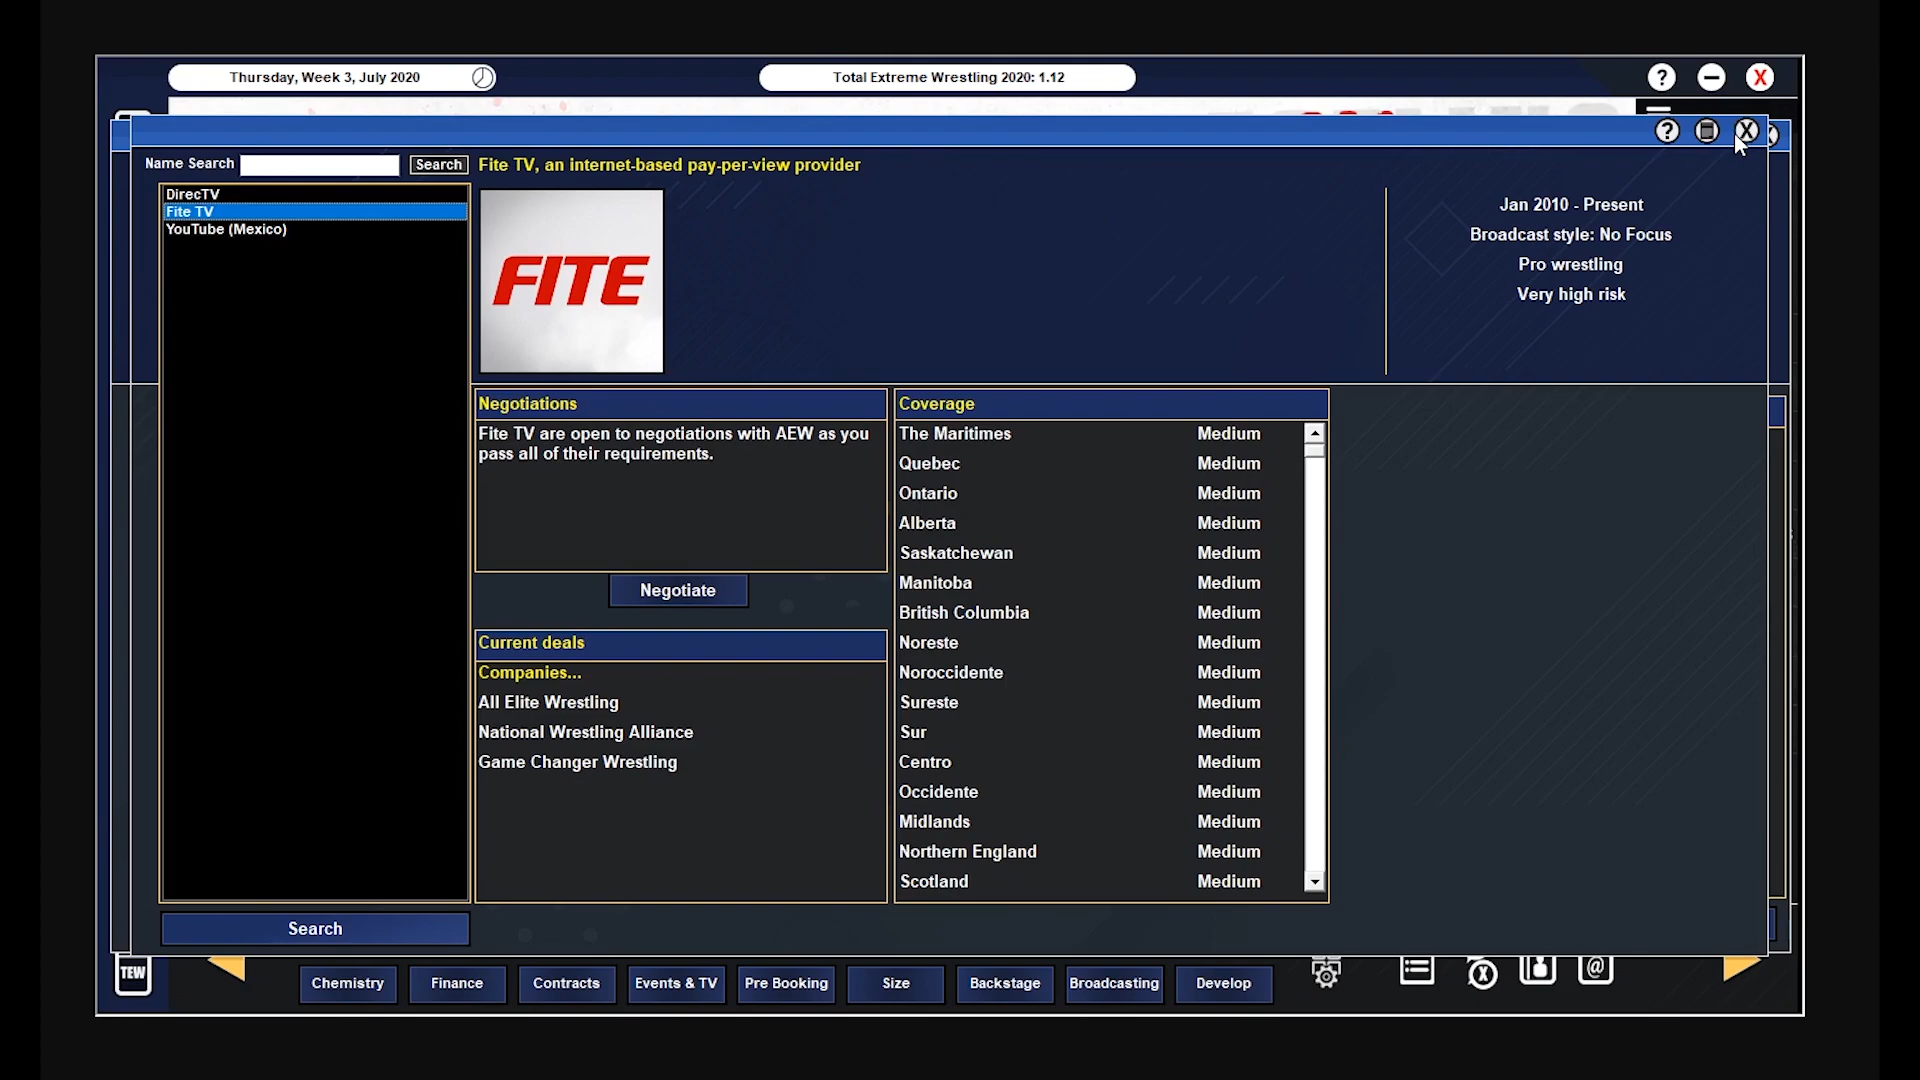 Thursday, Week 3, July 2020
Total Extreme Wrestling 2020: 1.12
?
X
?
X
Name Search
Search
Fite TV, an internet-based pay-per-view provider
DirecTV
Fite TV
YouTube (Mexico)
FITE
Jan 2010 - Present
Broadcast style: No Focus
Pro wrestling
Very high risk
Negotiations
Fite TV are open to negotiations with AEW as you
pass all of their requirements.
Negotiate
Current deals
Companies...
All Elite Wrestling
National Wrestling Alliance
Game Changer Wrestling
Coverage
The Maritimes Medium
Quebec Medium
Ontario Medium
Alberta Medium
Saskatchewan Medium
Manitoba Medium
British Columbia Medium
Noreste Medium
Noroccidente Medium
Sureste Medium
Sur Medium
Centro Medium
Occidente Medium
Midlands Medium
Northern England Medium
Scotland Medium
Search
TEW
Chemistry
Finance
Contracts
Events & TV
Pre Booking
Size
Backstage
Broadcasting
Develop
X
@